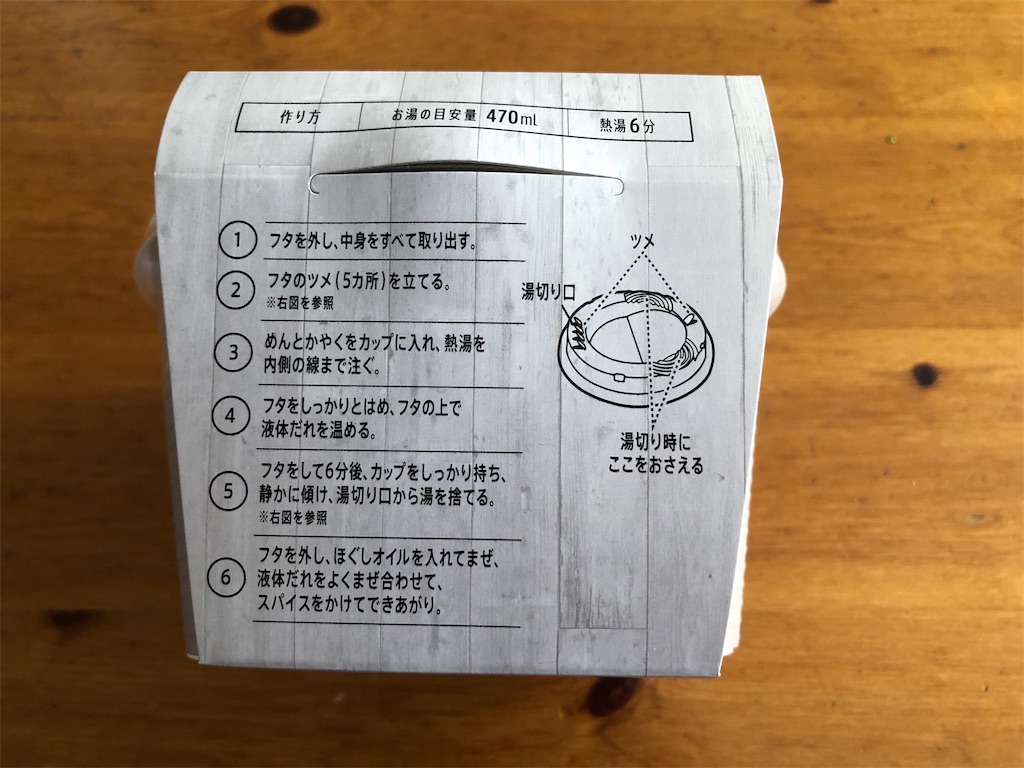 作り方 お湯の目安量 470ml 熱湯6分
① フタを外し、中身をすべて取り出す。
② フタのツメ(5カ所)を立てる。
※右図を参照
③ めんとかやくをカップに入れ、熱湯を
内側の線まで注ぐ。
④ フタをしっかりとはめ、フタの上で
液体だれを温める。
⑤ フタをして6分後、カップをしっかり持ち、
静かに傾け、湯切り口から湯を捨てる。
※右図を参照
⑥ フタを外し、ほぐしオイルを入れてまぜ、
液体だれをよくまぜ合わせて、
スパイスをかけてできあがり。
ツメ
湯切り口
湯切り時に
ここをおさえる